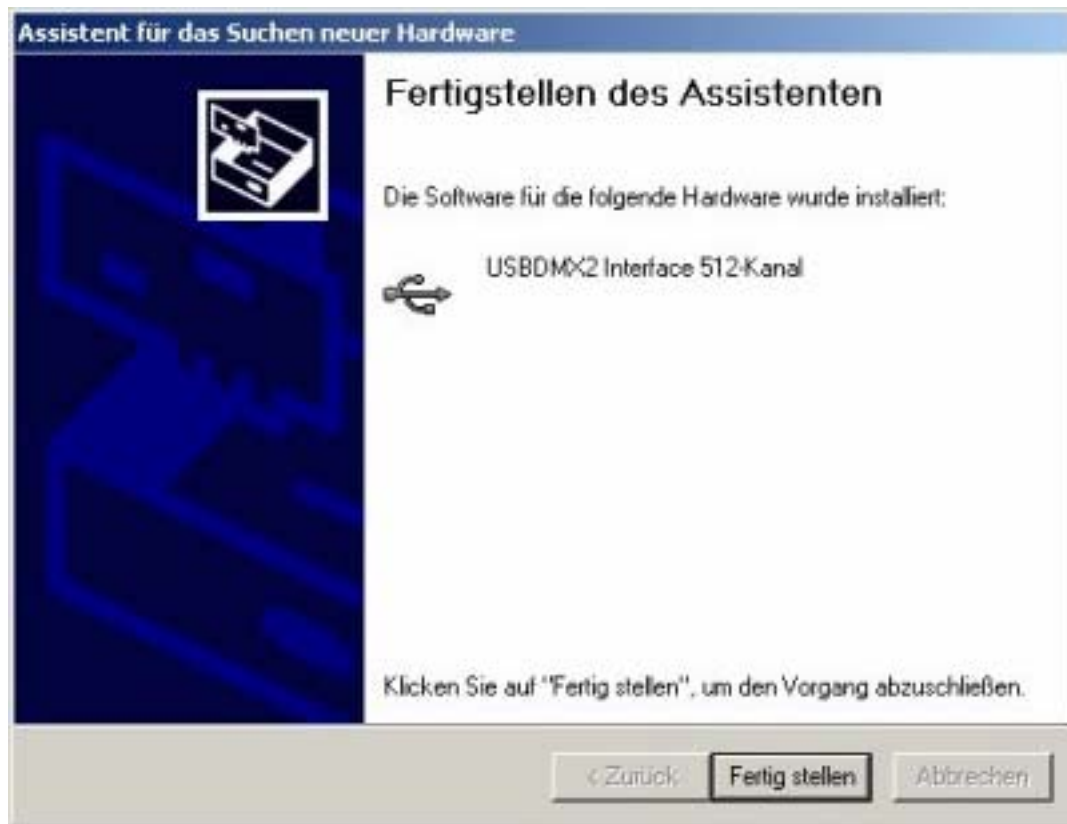 Assistent für das Suchen neuer Hardware
Fertigstellen des Assistenten
Die Software für die folgende Hardware wurde installiert:
USBDMX2 Interface 512-Kanal
Klicken Sie auf "Fertig stellen", um den Vorgang abzuschließen.
< Zurück Fertig stellen Abbrechen